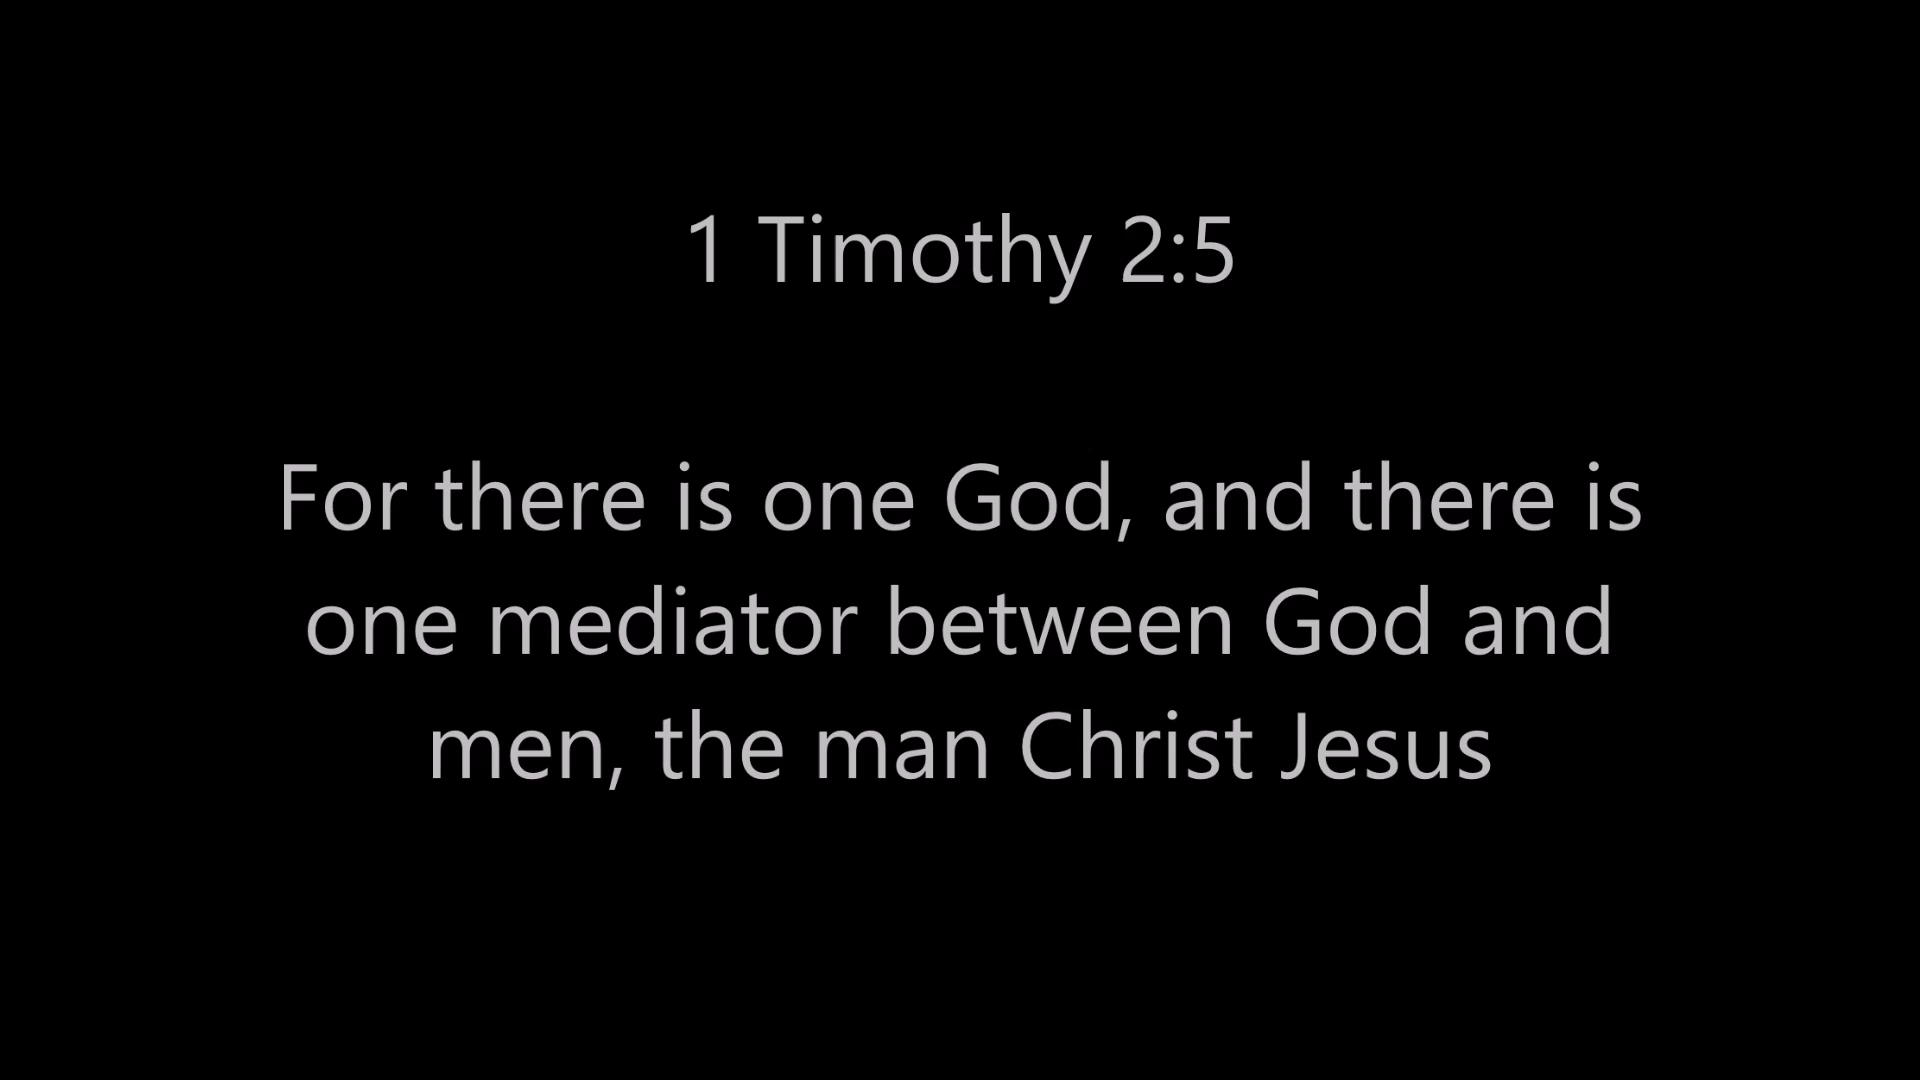 1 Timothy 2:5
For there is one God, and there is
one mediator between God and
men, the man Christ Jesus